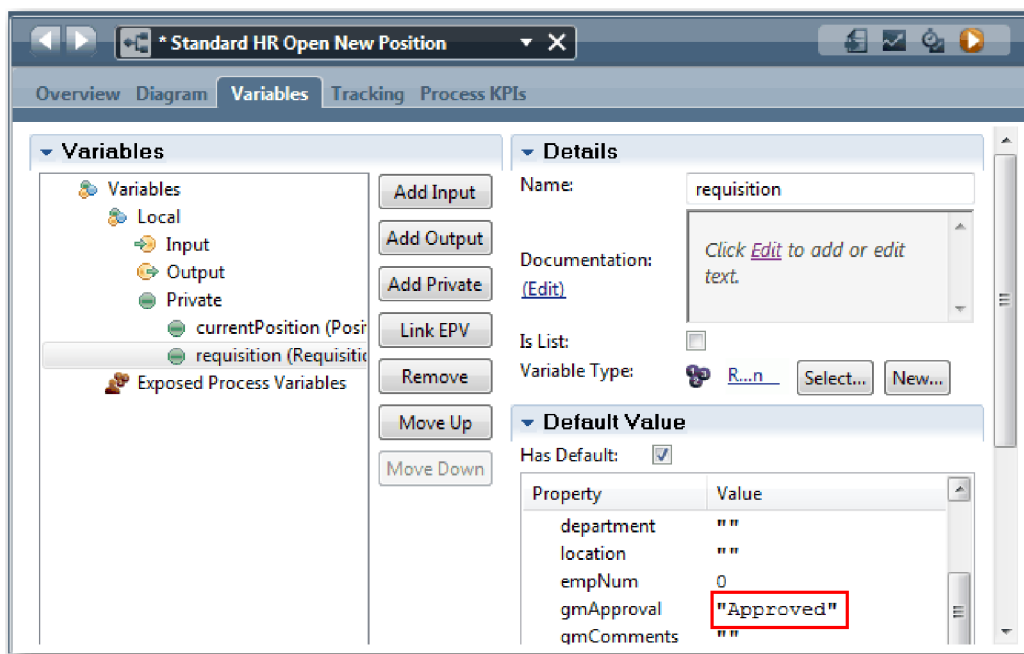 * Standard HR Open New Position
Overview Diagram Variables Tracking Process KPIs
Variables
Variables
Local
Input
Output
Private
currentPosition (Posi
requisition (Requisitic
Exposed Process Variables
Add Input
Add Output
Add Private
Link EPV
Remove
Move Up
Move Down
Details
Name: requisition
Documentation:
(Edit)
Click Edit to add or edit
text.
Is List:
Variable Type: R...n Select... New...
Default Value
Has Default:
Property Value
department ""
location ""
empNum 0
gmApproval "Approved"
gmComments ""